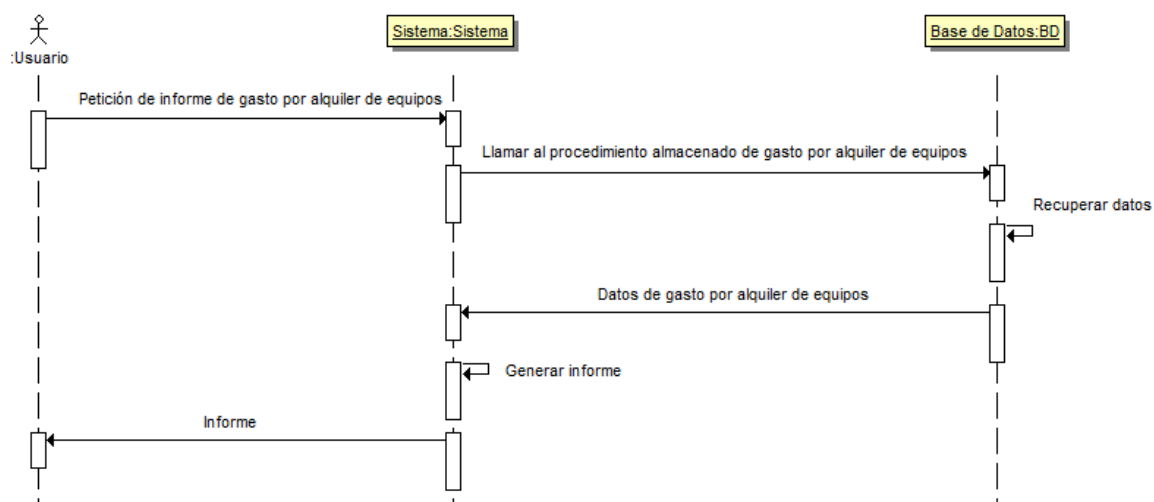 :Usuario
Sistema:Sistema
Base de Datos:BD
Petición de informe de gasto por alquiler de equipos
Llamar al procedimiento almacenado de gasto por alquiler de equipos
Recuperar datos
Datos de gasto por alquiler de equipos
Generar informe
Informe